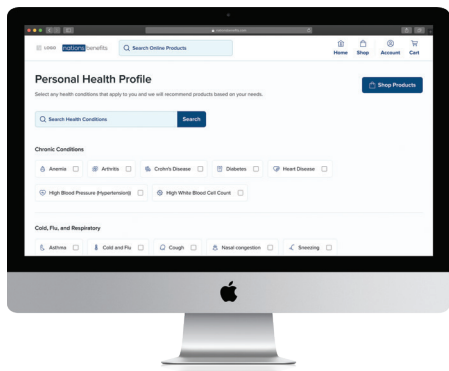 nationsbenefits.com
LOGO nations benefits Search Online Products
Home Shop Account Cart
Personal Health Profile
Shop Products
Select any health conditions that apply to you and we will recommend products based on your needs.
Search Health Conditions Search
Chronic Conditions
Anemia Arthritis Crohn's Disease Diabetes Heart Disease
High Blood Pressure (Hypertension) High White Blood Cell Count
Cold, Flu, and Respiratory
Asthma Cold and Flu Cough Nasal congestion Sneezing